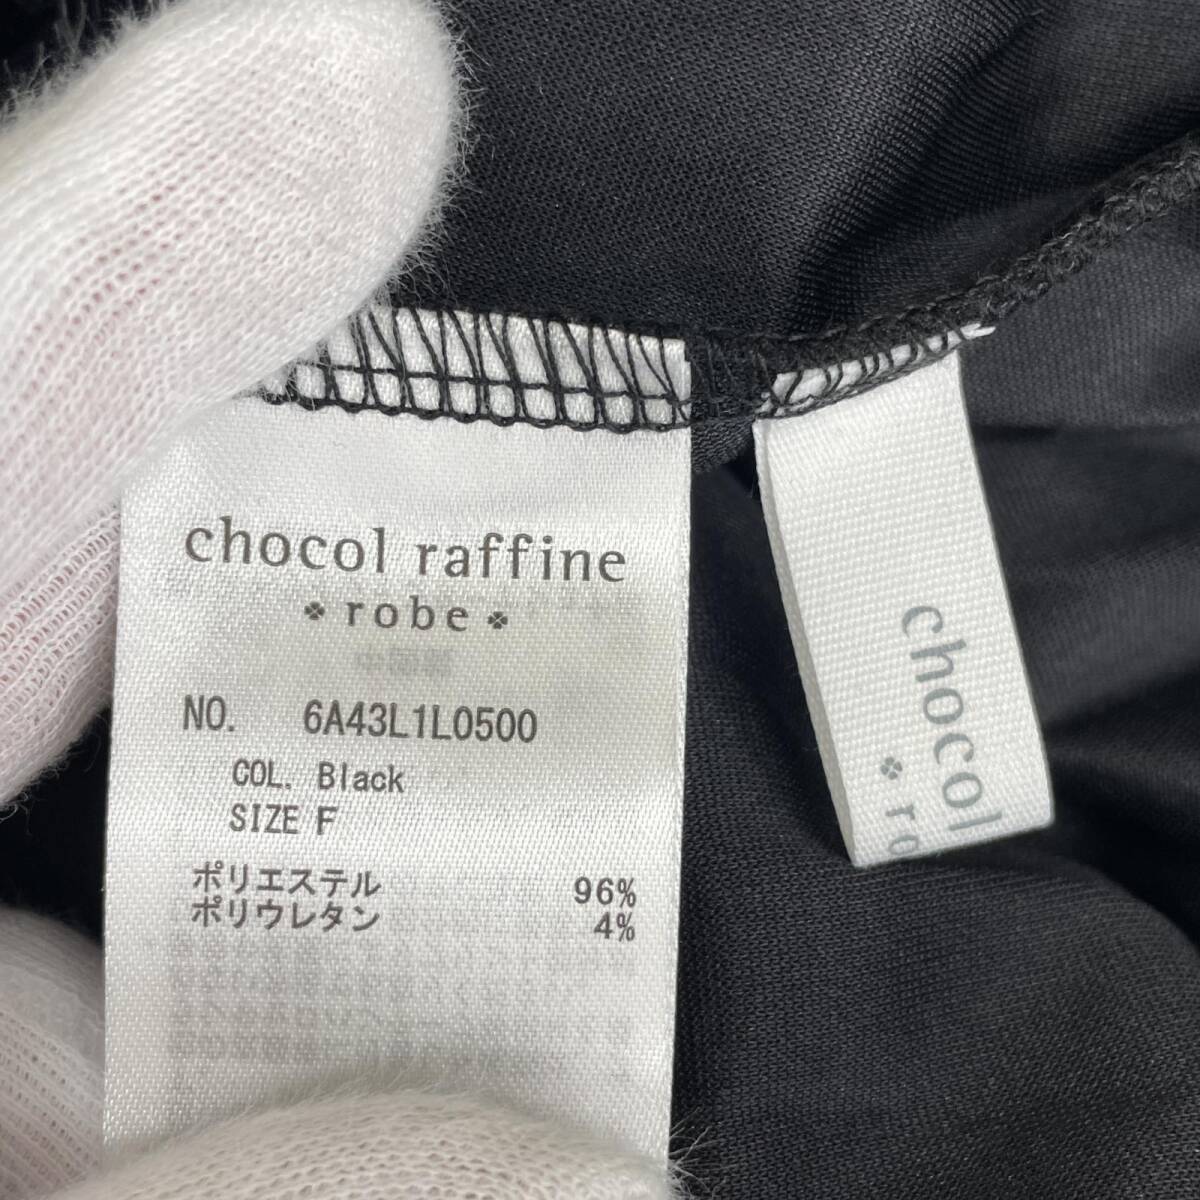 chocol raffine
robe
NO. 6A43L1L0500
COL. Black
SIZE F
ポリエステル 96%
ポリウレタン 4%
chocol
ro